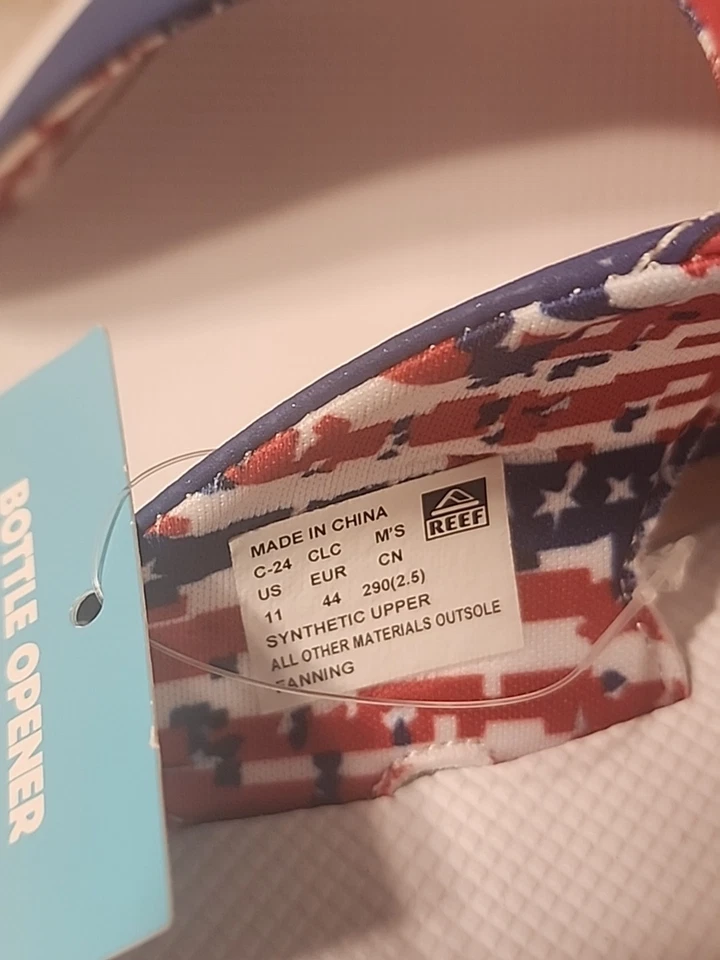 MADE IN CHINA
C-24 CLC M'S
US EUR CN
11 44 290(2.5)
SYNTHETIC UPPER
ALL OTHER MATERIALS OUTSOLE
FANNING
REEF
BOTTLE OPENER